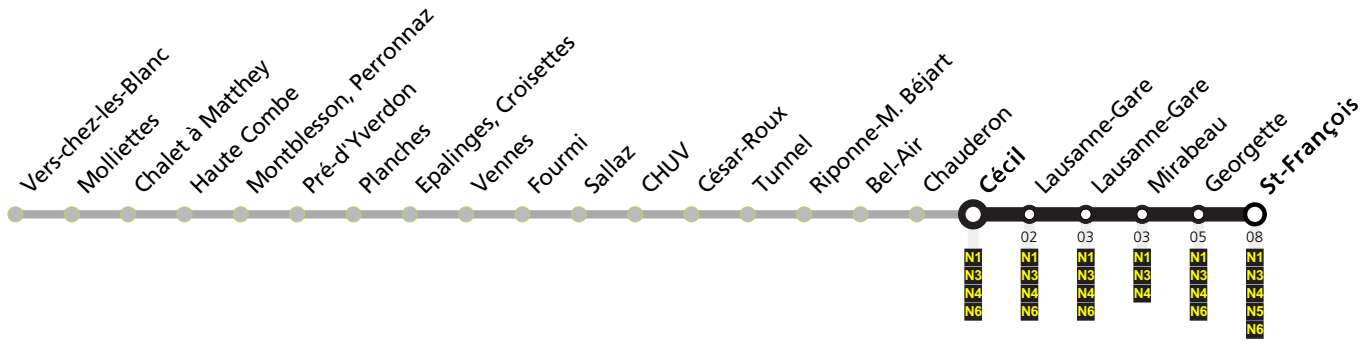 Vers-chez-les-Blanc
Molliettes
Chalet à Matthey
Haute Combe
Montblesson, Perronnaz
Pré-d'Yverdon
Planches
Epalinges, Croisettes
Vennes
Fourmi
Sallaz
CHUV
César-Roux
Tunnel
Riponne-M. Béjart
Bel-Air
Chauderon
Cécil
Lausanne-Gare
Lausanne-Gare
Mirabeau
Georgette
St-François
02 03 03 05 08
N1 N1 N1 N1 N1 N1
N3 N3 N3 N3 N3 N3
N4 N4 N4 N4 N4 N4
N6 N6 N6 N6 N5
N6